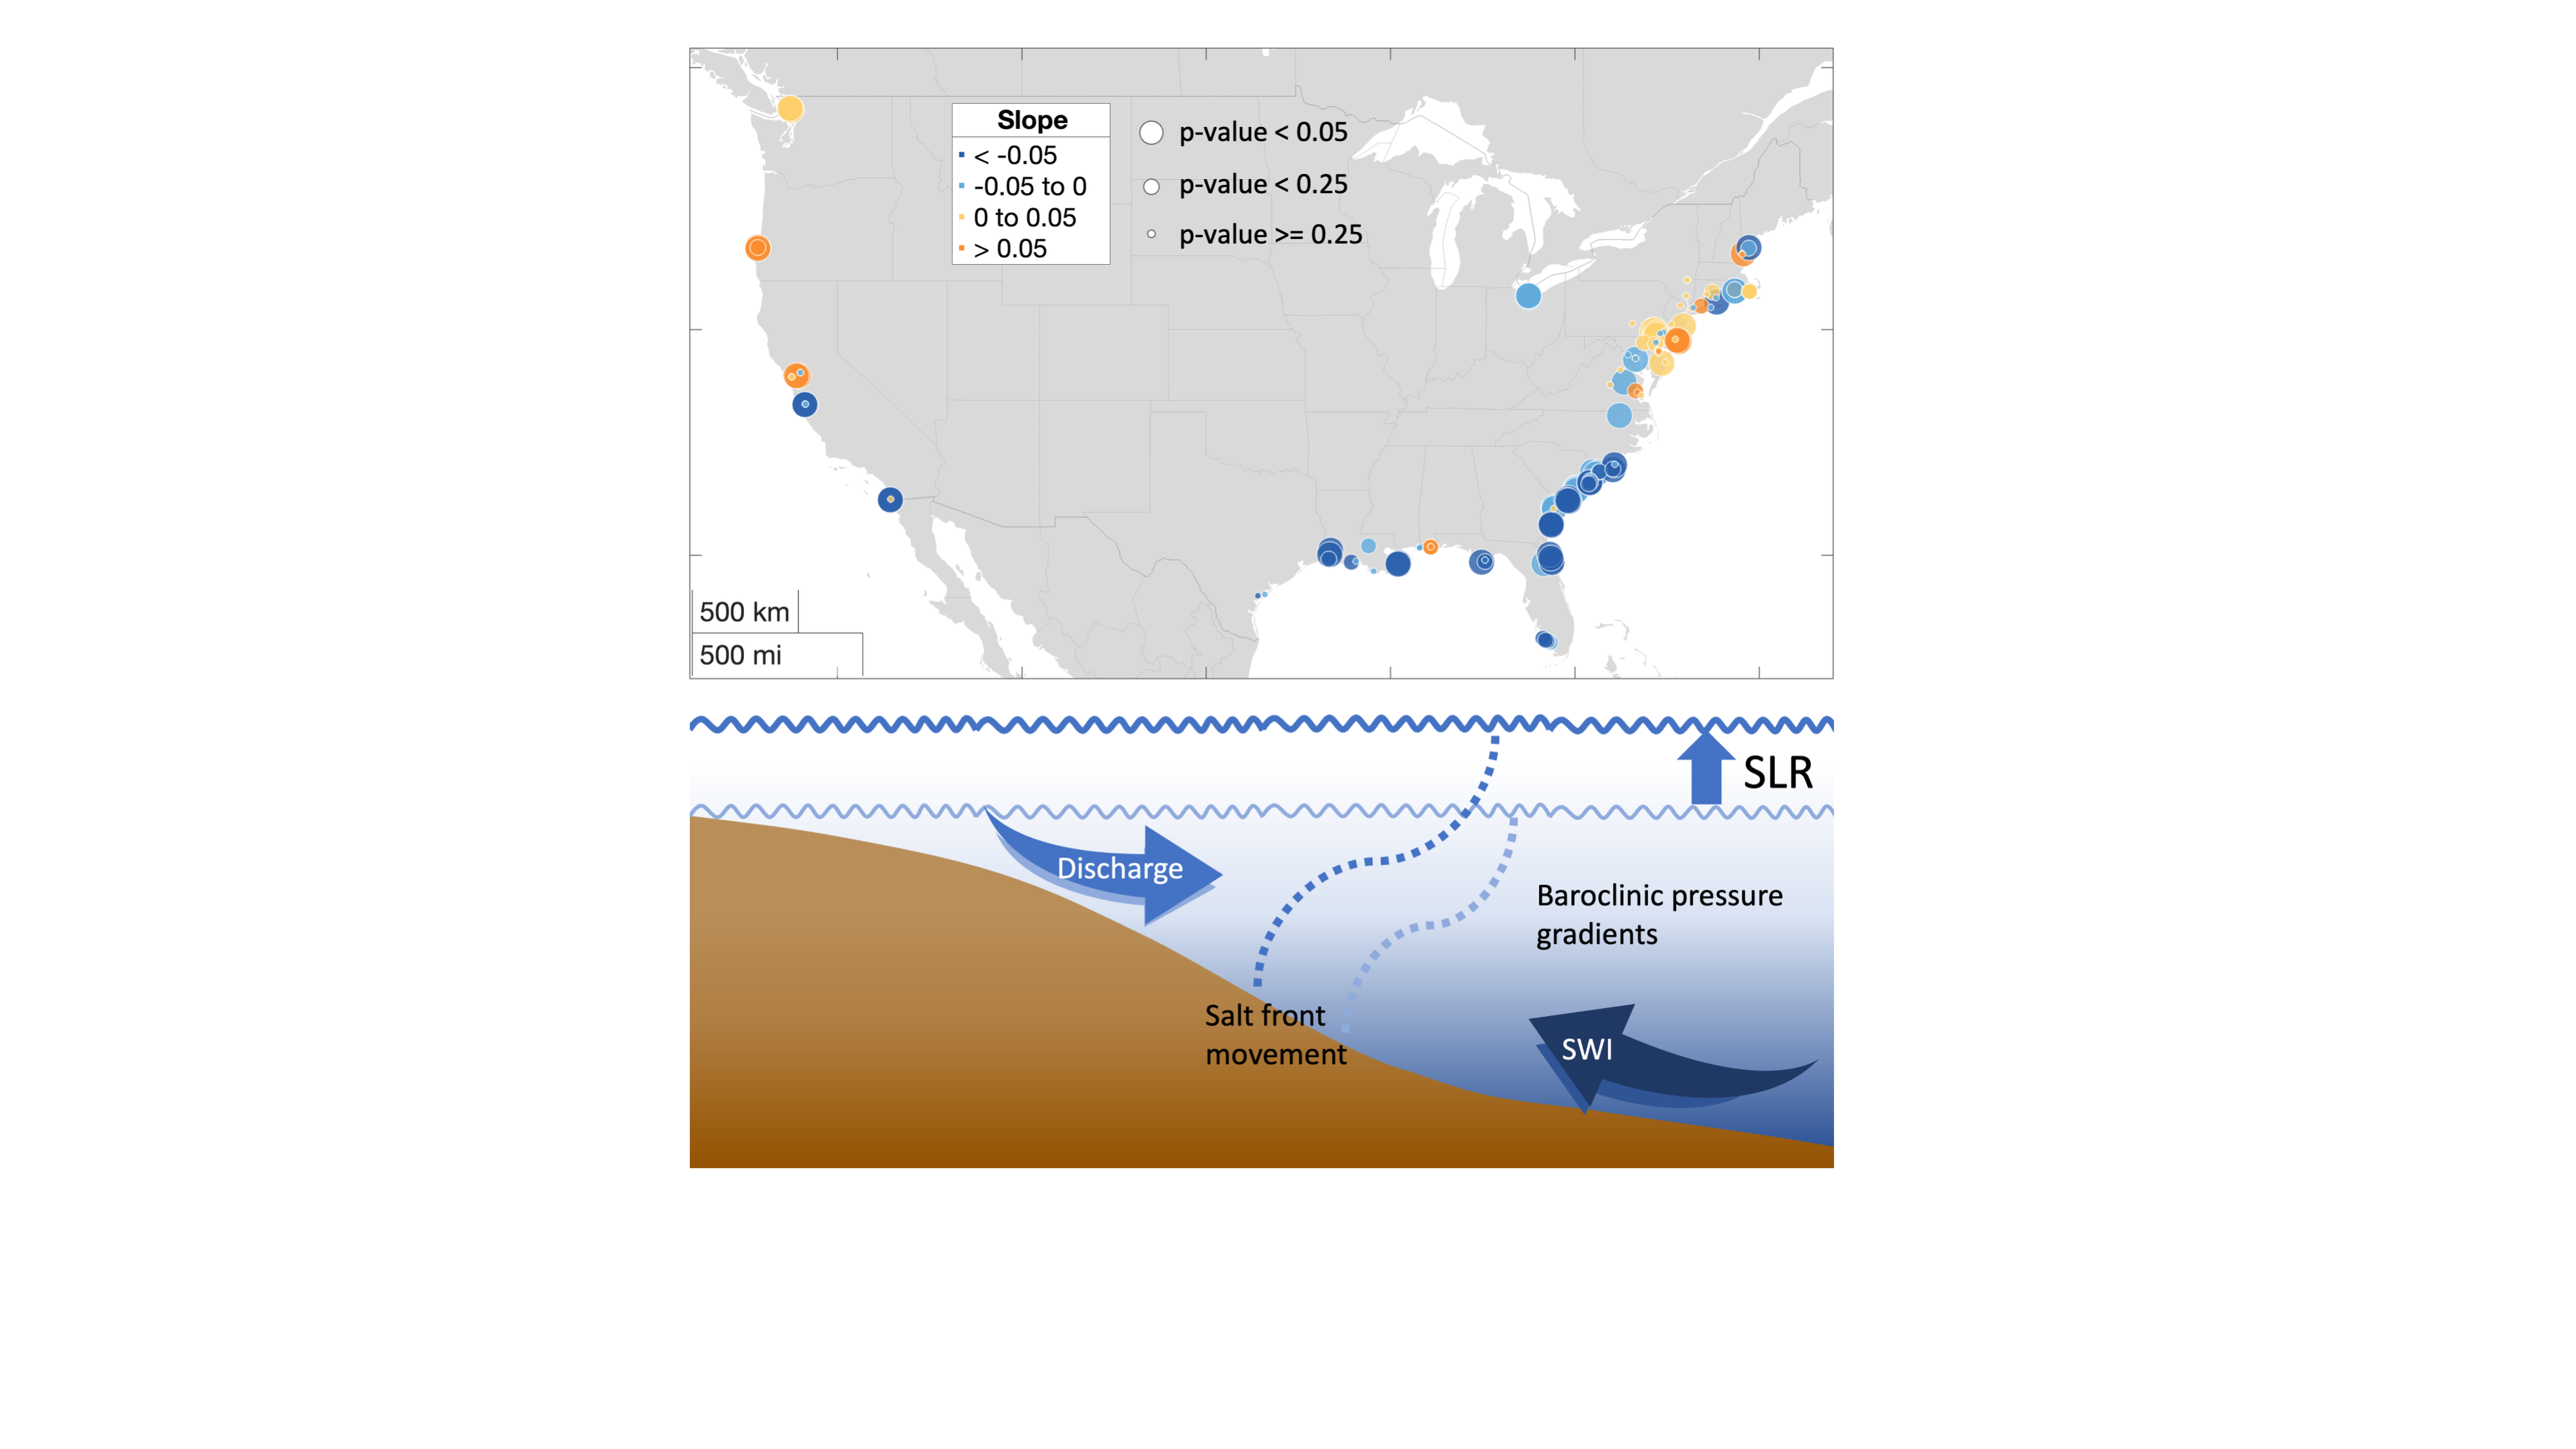 Slope
< -0.05
-0.05 to 0
0 to 0.05
> 0.05
p-value < 0.05
p-value < 0.25
p-value >= 0.25
500 km
500 mi
SLR
Discharge
Baroclinic pressure
gradients
Salt front
movement
SWI